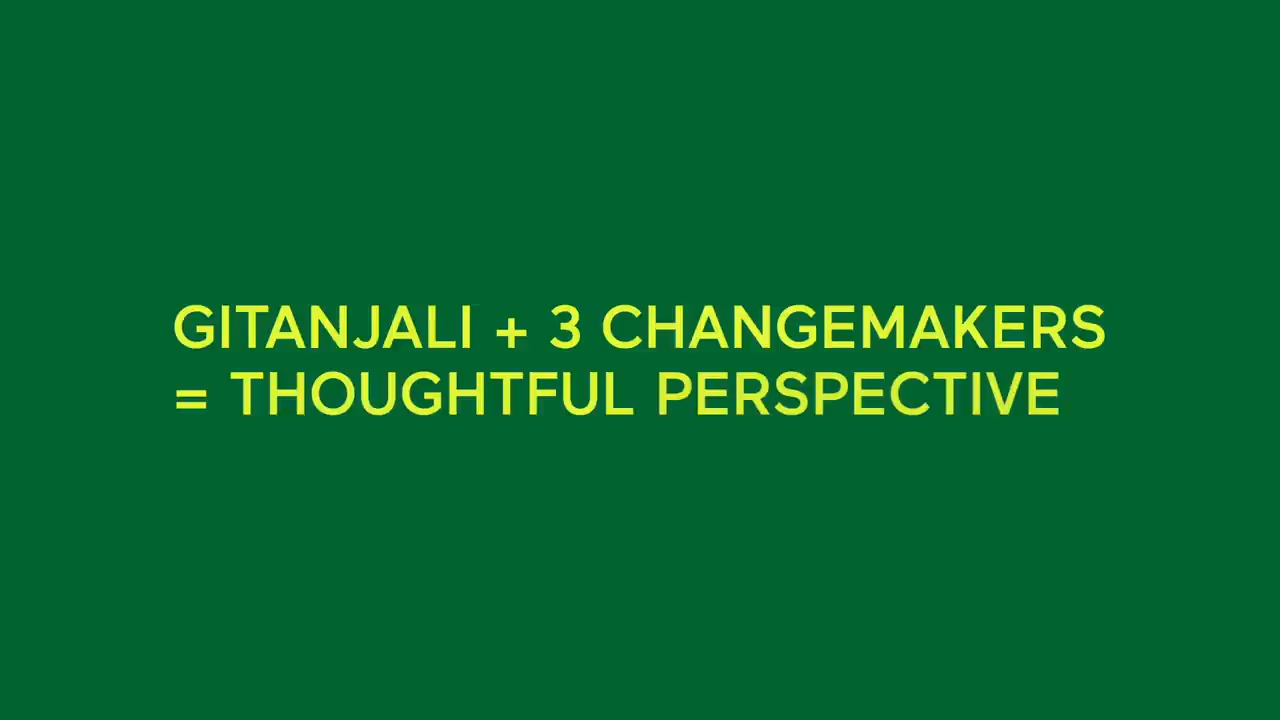 GITANJALI + 3 CHANGEMAKERS
= THOUGHTFUL PERSPECTIVE